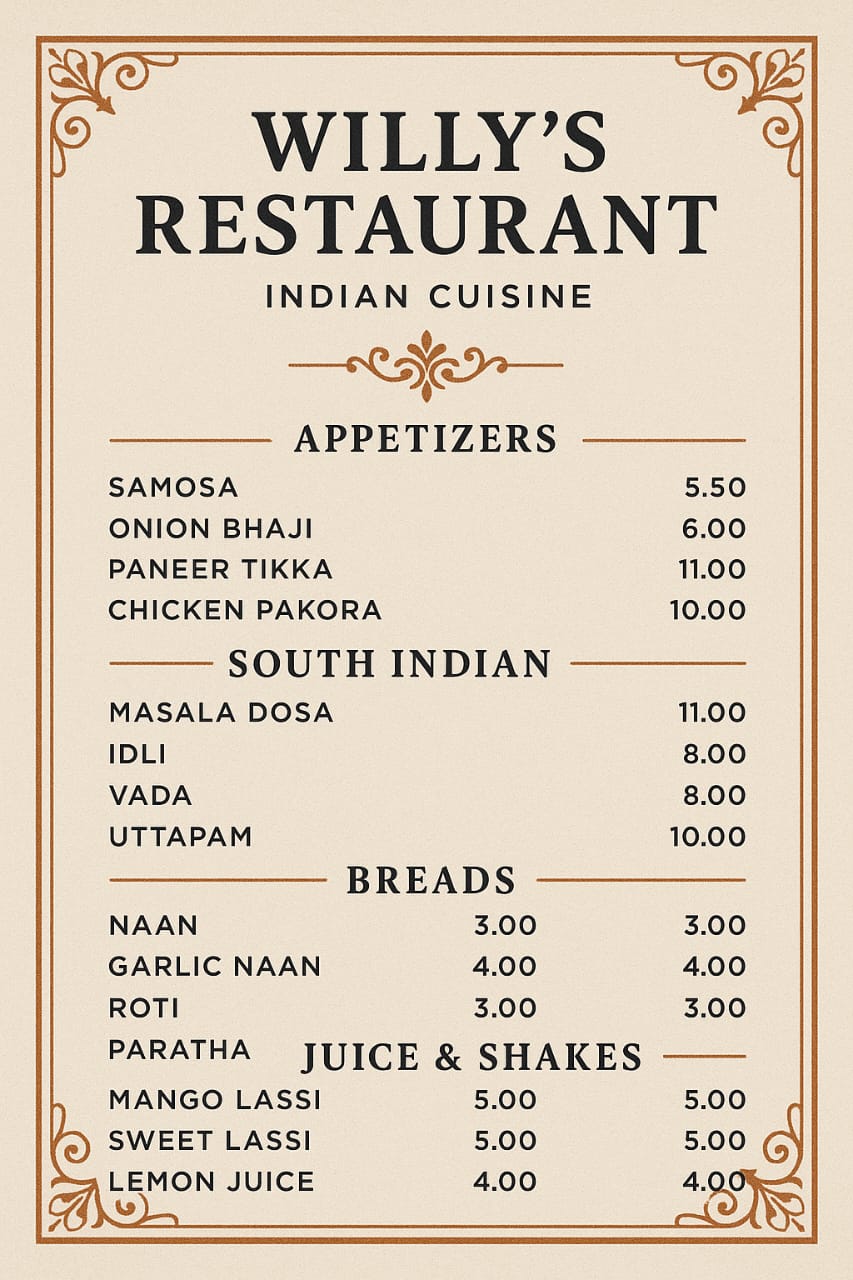 WILLY'S
RESTAURANT
INDIAN CUISINE
APPETIZERS
SAMOSA 5.50
ONION BHAJI 6.00
PANEER TIKKA 11.00
CHICKEN PAKORA 10.00
SOUTH INDIAN
MASALA DOSA 11.00
IDLI 8.00
VADA 8.00
UTTAPAM 10.00
BREADS
NAAN 3.00 3.00
GARLIC NAAN 4.00 4.00
ROTI 3.00 3.00
PARATHA JUICE & SHAKES
MANGO LASSI 5.00 5.00
SWEET LASSI 5.00 5.00
LEMON JUICE 4.00 4.00